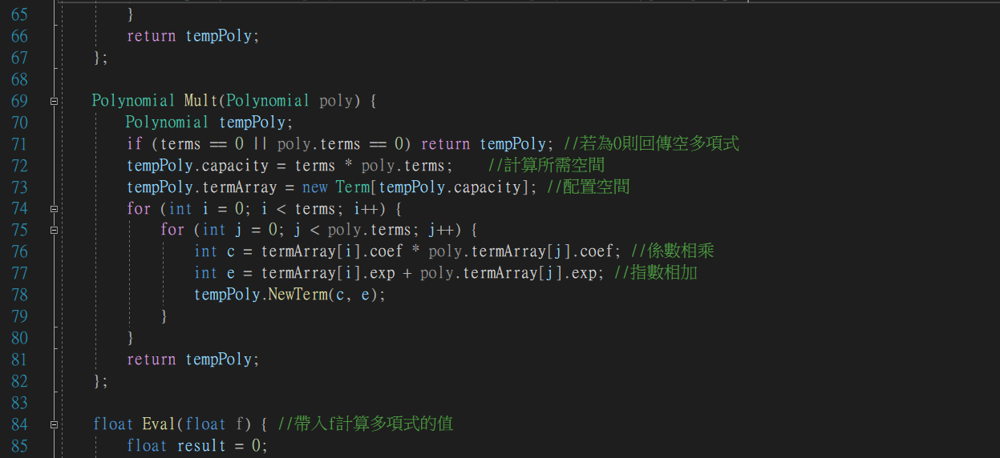 65 }
66 return tempPoly;
67 };
68
69 Polynomial Mult(Polynomial poly) {
70 Polynomial tempPoly;
71 if (terms == 0 || poly.terms == 0) return tempPoly; //若為0則回傳空多項式
72 tempPoly.capacity = terms * poly.terms; //計算所需空間
73 tempPoly.termArray = new Term[tempPoly.capacity]; //配置空間
74 for (int i = 0; i < terms; i++) {
75 for (int j = 0; j < poly.terms; j++) {
76 int c = termArray[i].coef * poly.termArray[j].coef; //係數相乘
77 int e = termArray[i].exp + poly.termArray[j].exp; //指數相加
78 tempPoly.NewTerm(c, e);
79 }
80 }
81 return tempPoly;
82 };
83
84 float Eval(float f) { //帶入f計算多項式的值
85 float result = 0;